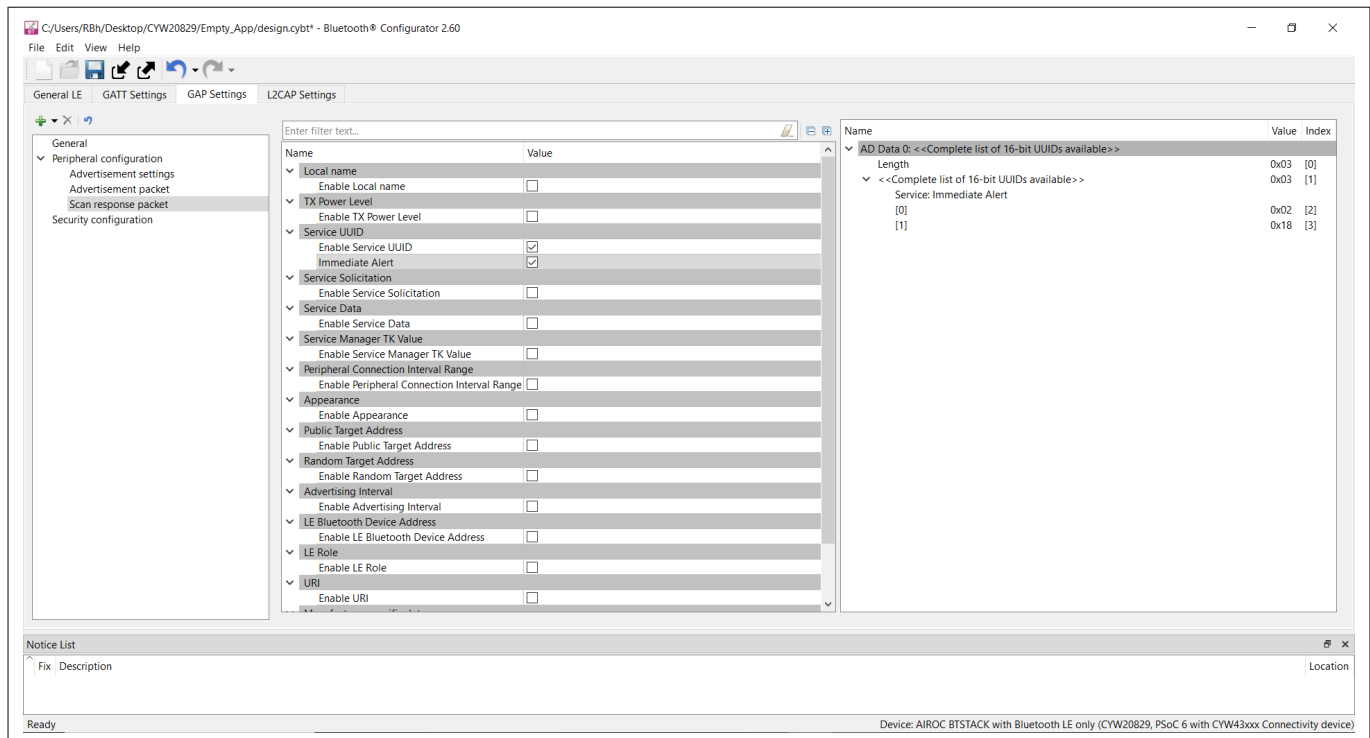 C:/Users/RBh/Desktop/CYW20829/Empty_App/design.cybt* - Bluetooth® Configurator 2.60
File Edit View Help
General LE GATT Settings GAP Settings L2CAP Settings
General
Peripheral configuration
Advertisement settings
Advertisement packet
Scan response packet
Security configuration
Enter filter text...
Name Value
Local name
Enable Local name
TX Power Level
Enable TX Power Level
Service UUID
Enable Service UUID
Immediate Alert
Service Solicitation
Enable Service Solicitation
Service Data
Enable Service Data
Service Manager TK Value
Enable Service Manager TK Value
Peripheral Connection Interval Range
Enable Peripheral Connection Interval Range
Appearance
Enable Appearance
Public Target Address
Enable Public Target Address
Random Target Address
Enable Random Target Address
Advertising Interval
Enable Advertising Interval
LE Bluetooth Device Address
Enable LE Bluetooth Device Address
LE Role
Enable LE Role
URI
Enable URI
Name Value Index
AD Data 0: <<Complete list of 16-bit UUIDs available>>
Length 0x03 [0]
<<Complete list of 16-bit UUIDs available>> 0x03 [1]
Service: Immediate Alert
[0] 0x02 [2]
[1] 0x18 [3]
Notice List
Fix Description Location
Ready Device: AIROC BTSTACK with Bluetooth LE only (CYW20829, PSoC 6 with CYW43xxx Connectivity device)